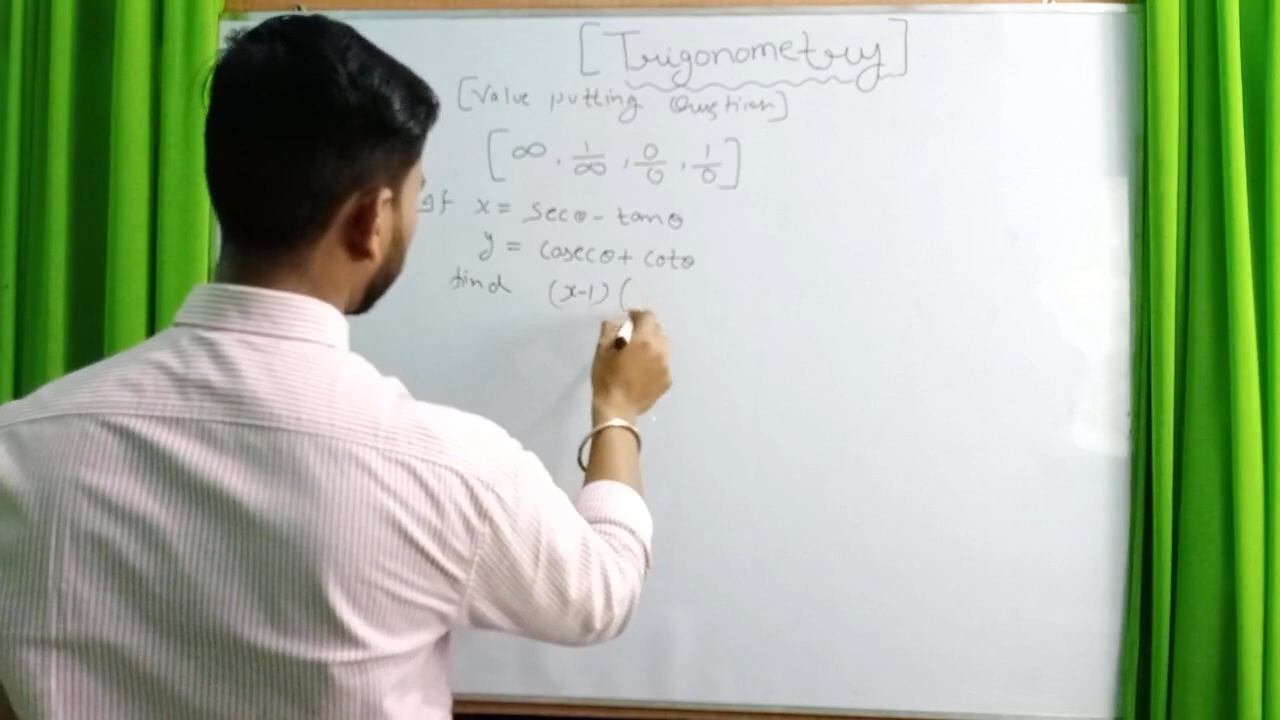 [Trigonometry]
[Value putting Question]
[∞, 1/∞, 0/0, 1/0]
If x = secθ - tanθ
y = cosecθ + cotθ
find (x-1) (